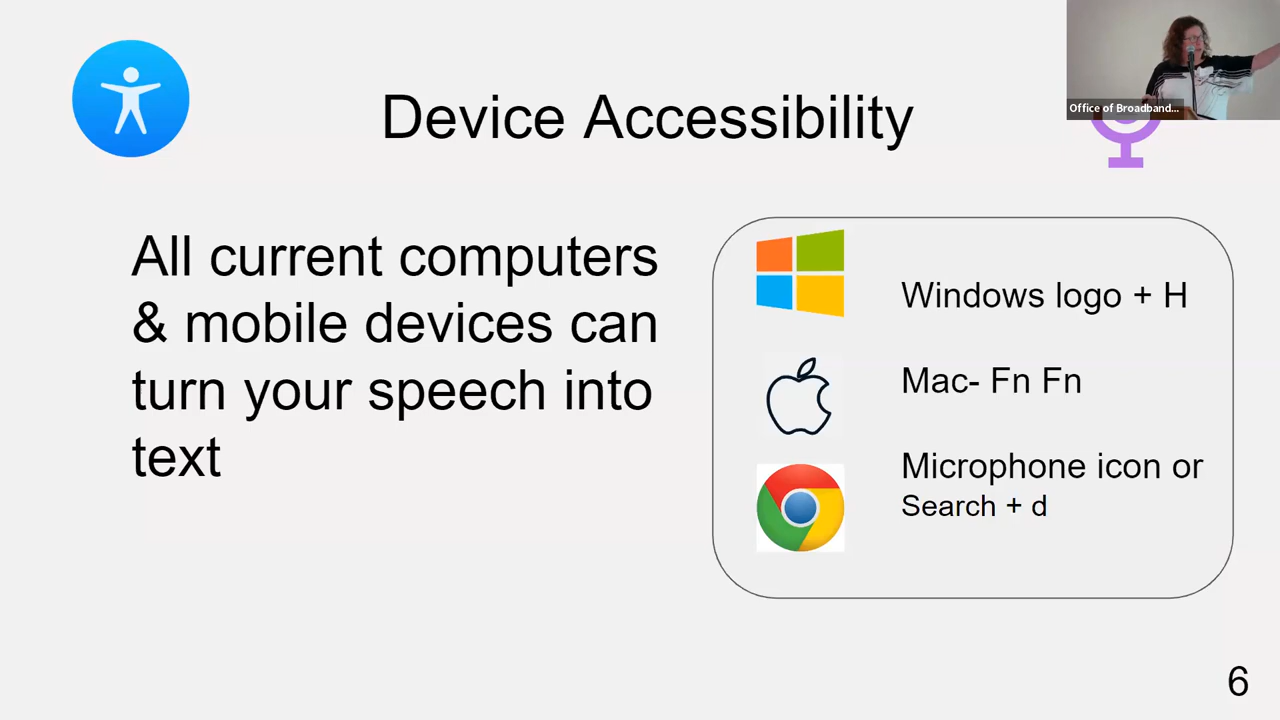 Office of Broadband...
Device Accessibility
All current computers
& mobile devices can
turn your speech into
text
Windows logo + H
Mac- Fn Fn
Microphone icon or
Search + d
6